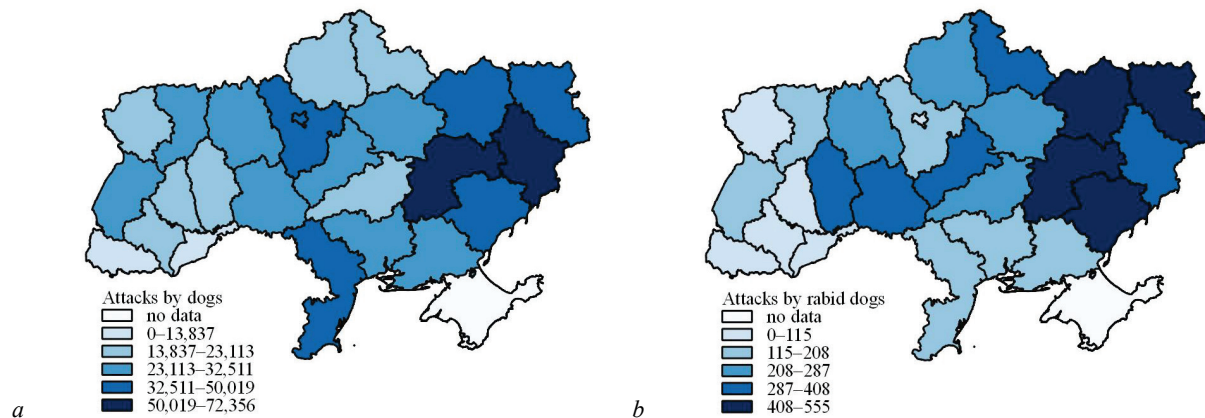 Attacks by dogs
no data
0–13,837
13,837–23,113
23,113–32,511
32,511–50,019
50,019–72,356
a
Attacks by rabid dogs
no data
0–115
115–208
208–287
287–408
408–555
b